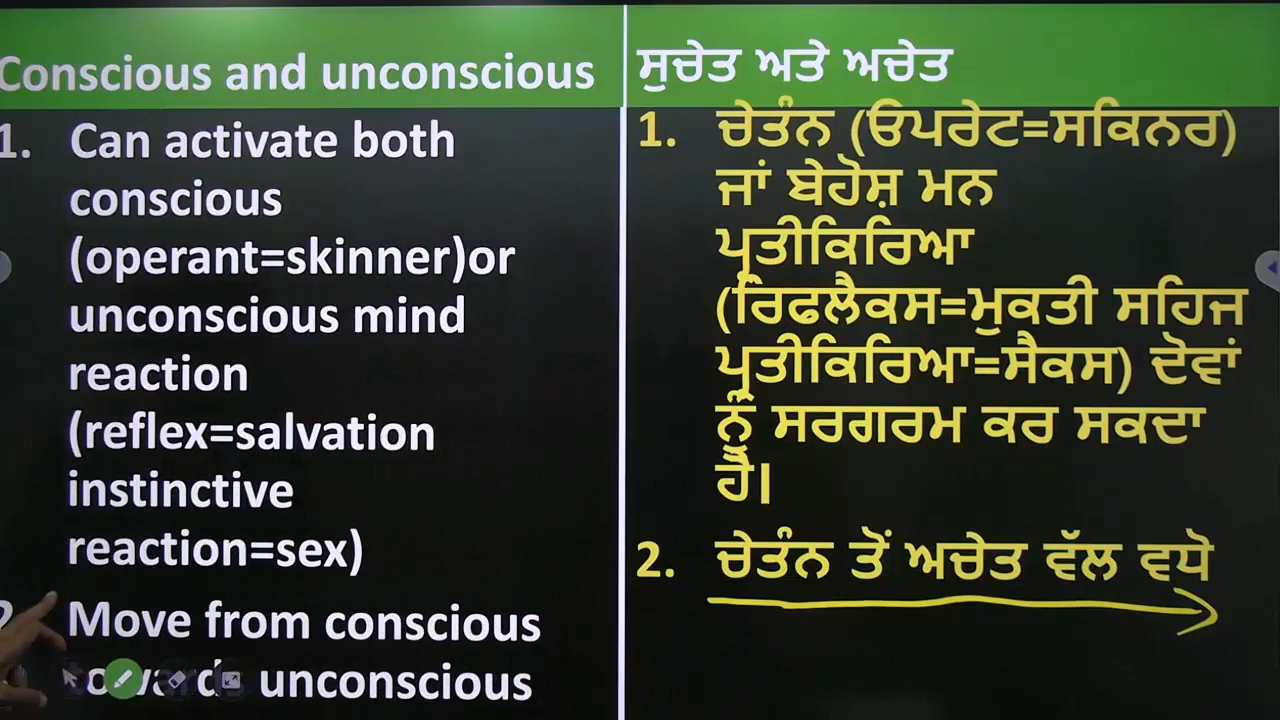 Conscious and unconscious
1. Can activate both
conscious
(operant=skinner)or
unconscious mind
reaction
(reflex=salvation
instinctive
reaction=sex)
2. Move from conscious
towards unconscious
ਸੁਚੇਤ ਅਤੇ ਅਚੇਤ
1. ਚੇਤੰਨ (ਓਪਰੇਟ=ਸਕਿਨਰ)
ਜਾਂ ਬੇਹੋਸ਼ ਮਨ
ਪ੍ਰਤੀਕਿਰਿਆ
(ਰਿਫਲੈਕਸ=ਮੁਕਤੀ ਸਹਿਜ
ਪ੍ਰਤੀਕਿਰਿਆ=ਸੈਕਸ) ਦੋਵਾਂ
ਨੂੰ ਸਰਗਰਮ ਕਰ ਸਕਦਾ
ਹੈ।
2. ਚੇਤੰਨ ਤੋਂ ਅਚੇਤ ਵੱਲ ਵਧੋ